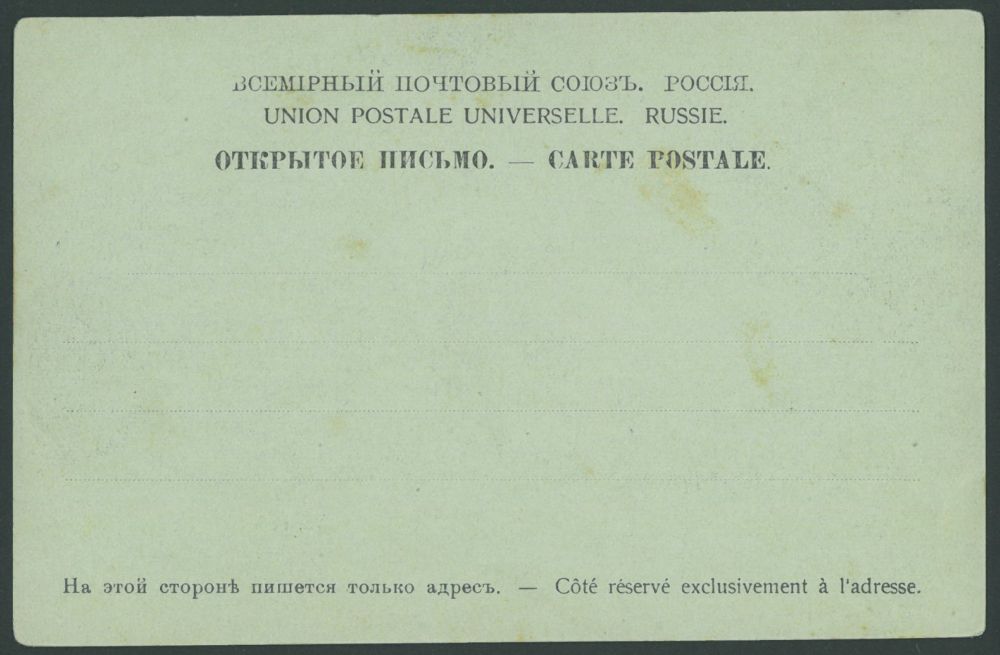 ВСЕМІРНЫЙ ПОЧТОВЫЙ СОЮЗЪ. РОССІЯ.
UNION POSTALE UNIVERSELLE. RUSSIE.
ОТКРЫТОЕ ПИСЬМО. — CARTE POSTALE.
На этой сторонѣ пишется только адресъ. — Côté réservé exclusivement à l'adresse.